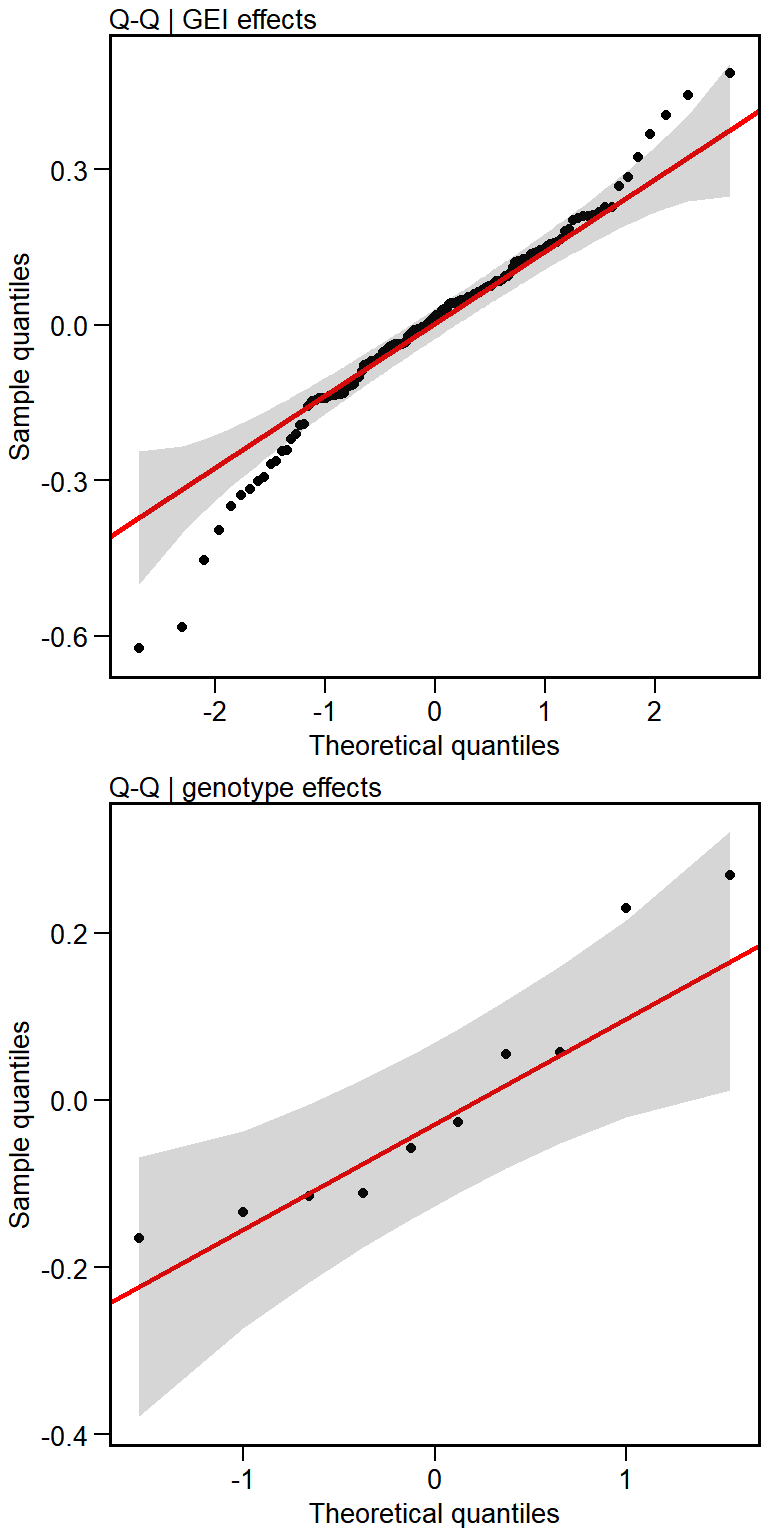 Q-Q | GEI effects
Sample quantiles
0.3
0.0
-0.3
-0.6
-2 -1 0 1 2
Theoretical quantiles
Q-Q | genotype effects
Sample quantiles
0.2
0.0
-0.2
-0.4
-1 0 1
Theoretical quantiles